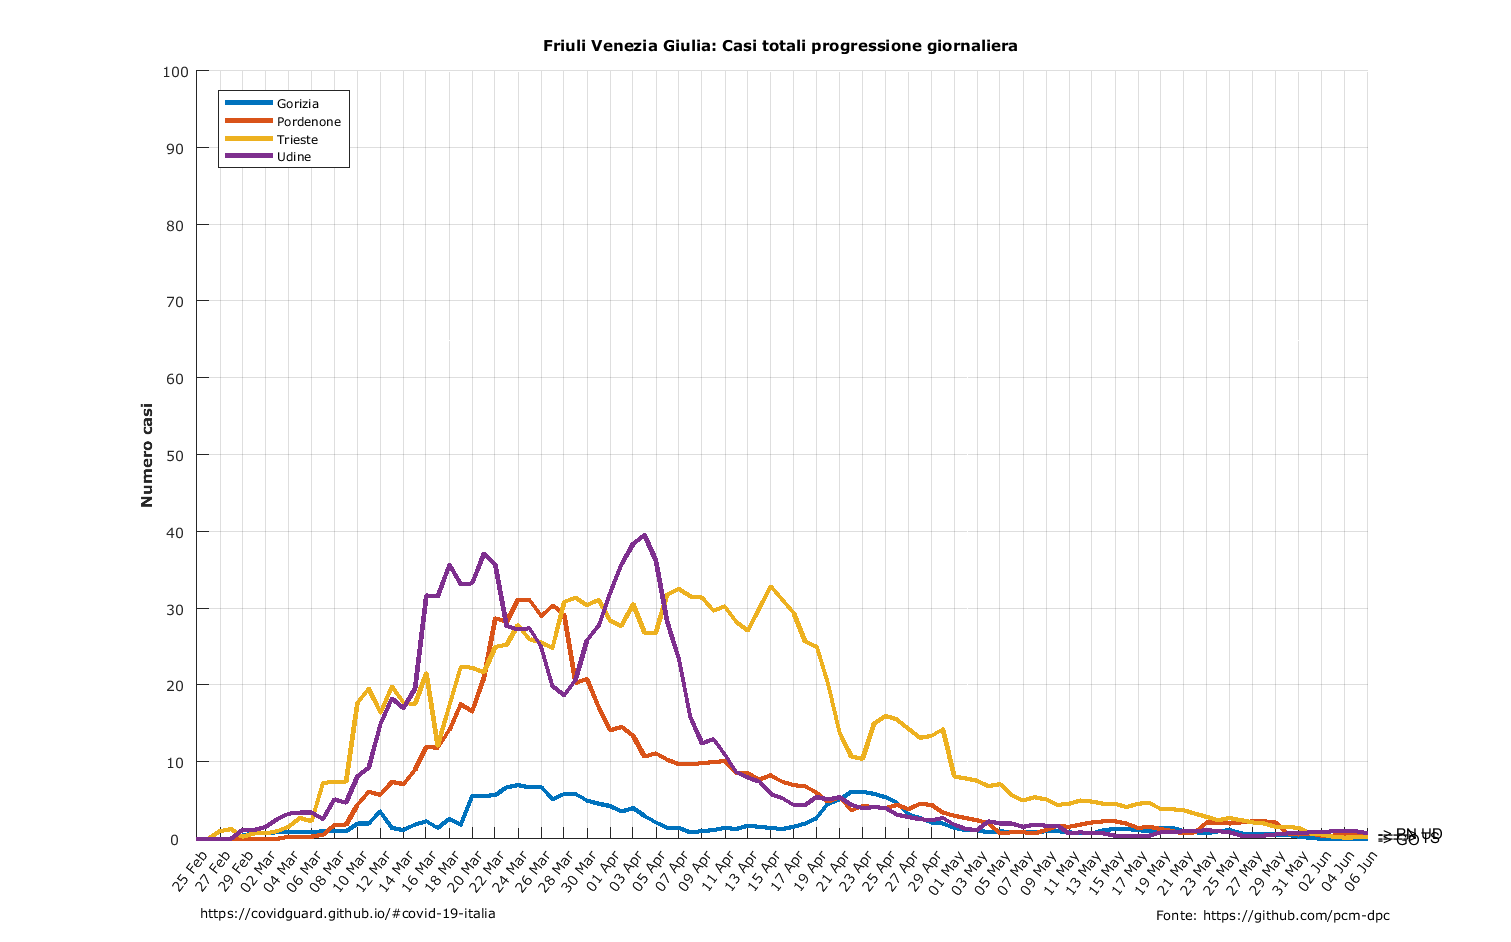 Friuli Venezia Giulia: Casi totali progressione giornaliera
Numero casi
100
90
80
70
60
50
40
30
20
10
0
Gorizia
Pordenone
Trieste
Udine
25 Feb
27 Feb
29 Feb
02 Mar
04 Mar
06 Mar
08 Mar
10 Mar
12 Mar
14 Mar
16 Mar
18 Mar
20 Mar
22 Mar
24 Mar
26 Mar
28 Mar
30 Mar
01 Apr
03 Apr
05 Apr
07 Apr
09 Apr
11 Apr
13 Apr
15 Apr
17 Apr
19 Apr
21 Apr
23 Apr
25 Apr
27 Apr
29 Apr
01 May
03 May
05 May
07 May
09 May
11 May
13 May
15 May
17 May
19 May
21 May
23 May
25 May
27 May
29 May
31 May
02 Jun
04 Jun
06 Jun
-> PN UD
-> GO TS
https://covidguard.github.io/#covid-19-italia
Fonte: https://github.com/pcm-dpc